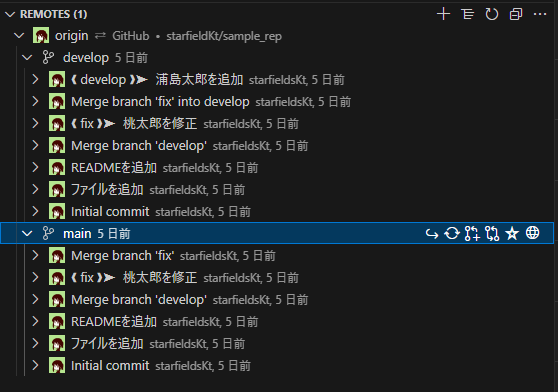 REMOTES (1)
origin ⇄ GitHub • starfieldKt/sample_rep
develop 5 日前
❰ develop ❱➤ 浦島太郎を追加 starfieldsKt, 5 日前
Merge branch 'fix' into develop starfieldsKt, 5 日前
❰ fix ❱➤ 桃太郎を修正 starfieldsKt, 5 日前
Merge branch 'develop' starfieldsKt, 5 日前
READMEを追加 starfieldsKt, 5 日前
ファイルを追加 starfieldsKt, 5 日前
Initial commit starfieldsKt, 5 日前
main 5 日前
Merge branch 'fix' starfieldsKt, 5 日前
❰ fix ❱➤ 桃太郎を修正 starfieldsKt, 5 日前
Merge branch 'develop' starfieldsKt, 5 日前
READMEを追加 starfieldsKt, 5 日前
ファイルを追加 starfieldsKt, 5 日前
Initial commit starfieldsKt, 5 日前